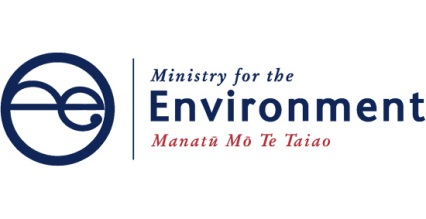 Ministry for the
Environment
Manatū Mō Te Taiao